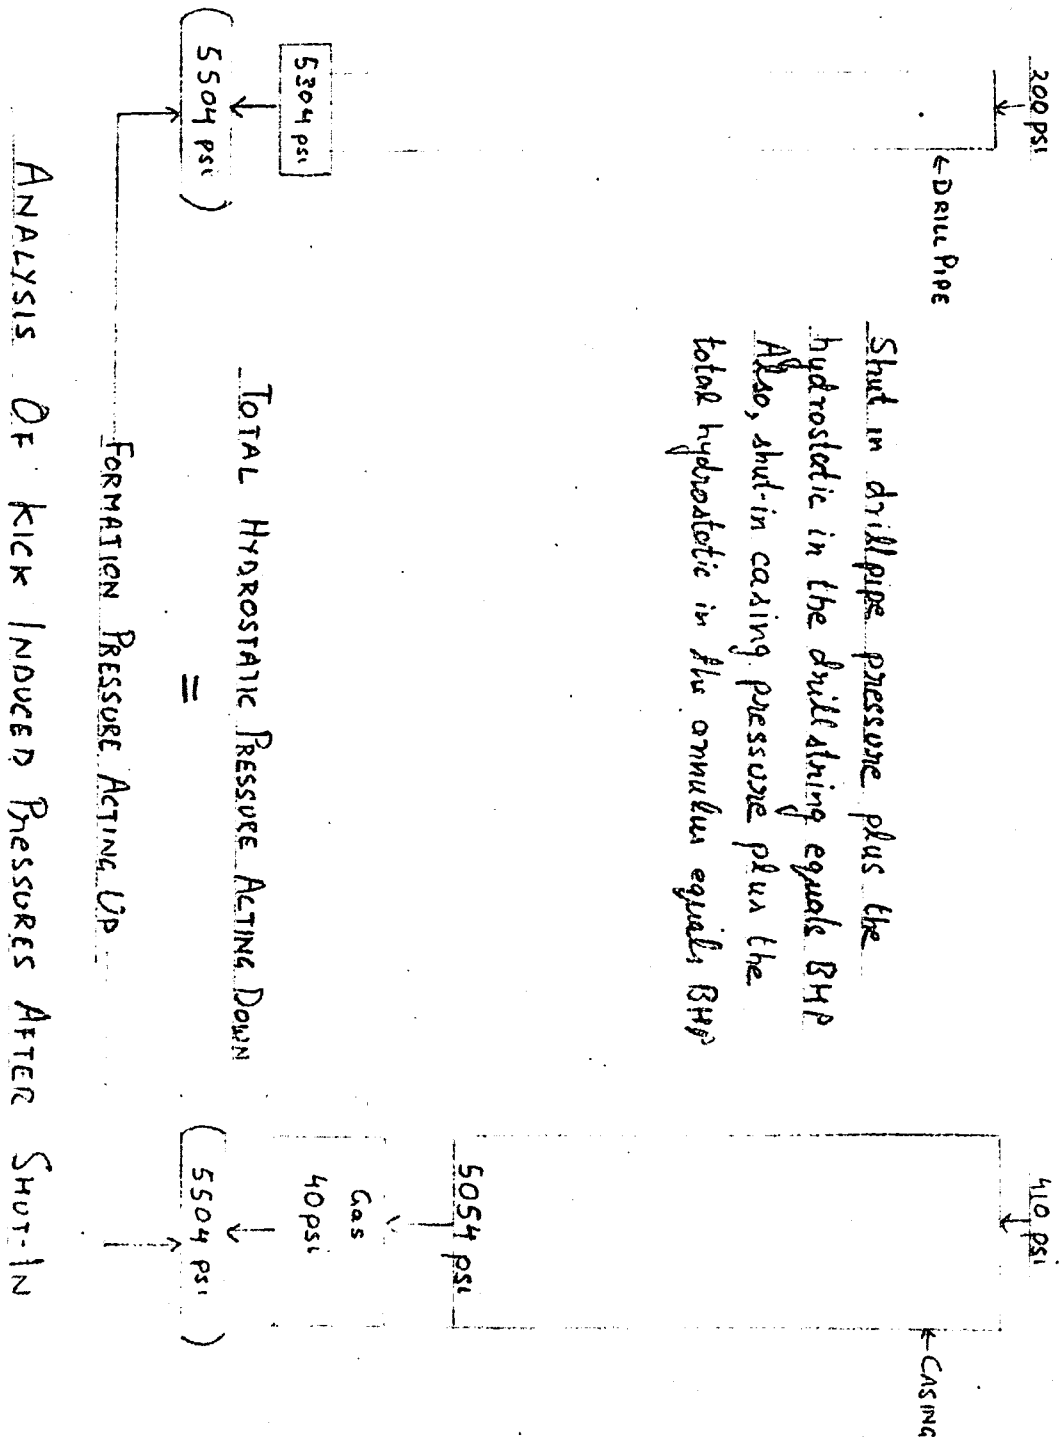 200 psi
410 psi
←DRILL PIPE
←CASING
Shut in drillpipe pressure plus the
hydrostatic in the drill string equals BHP
Also, shut-in casing pressure plus the
total hydrostatic in the annulus equals BHP
5054 psi
Gas
40 psi
5304 psi
TOTAL HYDROSTATIC PRESSURE ACTING DOWN
(5504 psi)
=
(5504 psi)
FORMATION PRESSURE ACTING UP
ANALYSIS OF KICK INDUCED PRESSURES AFTER SHUT-IN